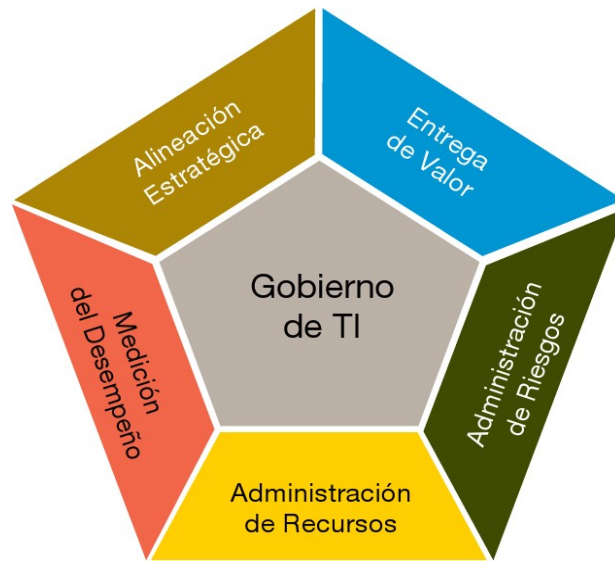 Alineación
Estratégica
Entrega
de Valor
Gobierno
de TI
Medición
del Desempeño
Administración
de Riesgos
Administración
de Recursos